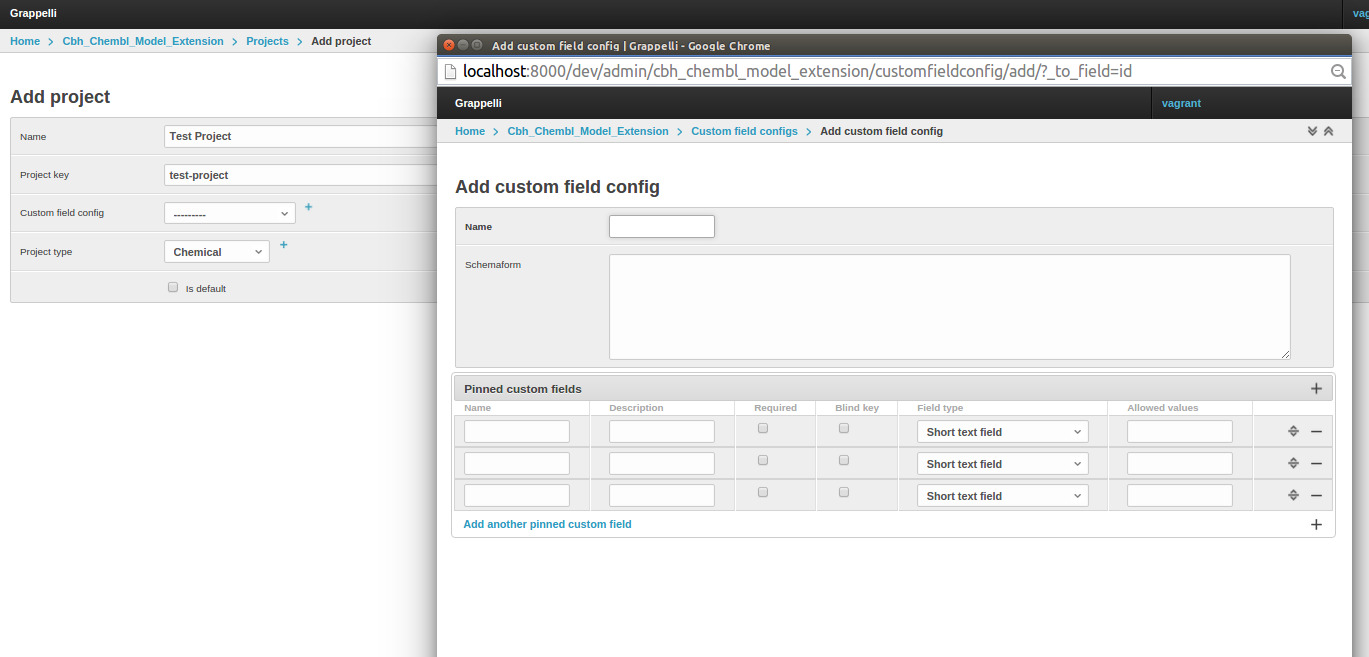 Grappelli
vag
Home > Cbh_Chembl_Model_Extension > Projects > Add project
Add project
Name Test Project
Project key test-project
Custom field config ---------
Project type Chemical
Is default
Add custom field config | Grappelli - Google Chrome
localhost:8000/dev/admin/cbh_chembl_model_extension/customfieldconfig/add/?_to_field=id
Grappelli vagrant
Home > Cbh_Chembl_Model_Extension > Custom field configs > Add custom field config
Add custom field config
Name
Schemaform
Pinned custom fields
Name Description Required Blind key Field type Allowed values
Short text field
Short text field
Short text field
Add another pinned custom field